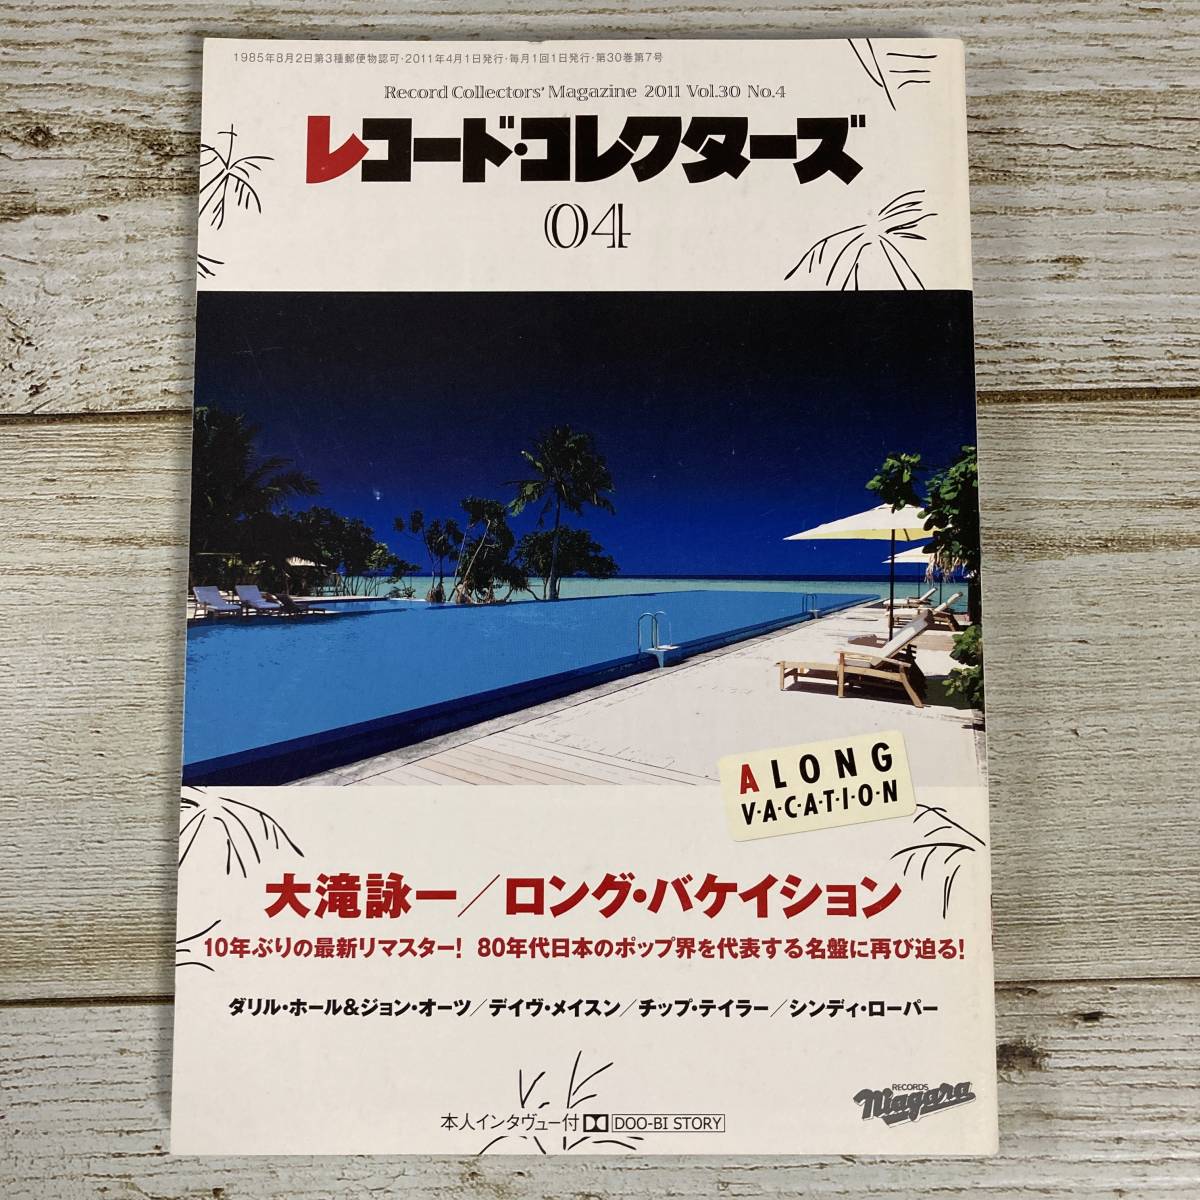 1985年8月2日第3種郵便物認可・2011年4月1日発行・毎月1回1日発行・第30巻第7号
Record Collectors' Magazine 2011 Vol.30 No.4
レコード・コレクターズ
04
A LONG
V・A・C・A・T・I・O・N
大滝詠一／ロング・バケイション
10年ぶりの最新リマスター! 80年代日本のポップ界を代表する名盤に再び迫る!
ダリル・ホール&ジョン・オーツ／デイヴ・メイスン／チップ・テイラー／シンディ・ローパー
RECORDS
Niagara
本人インタヴュー付 DOO-BI STORY